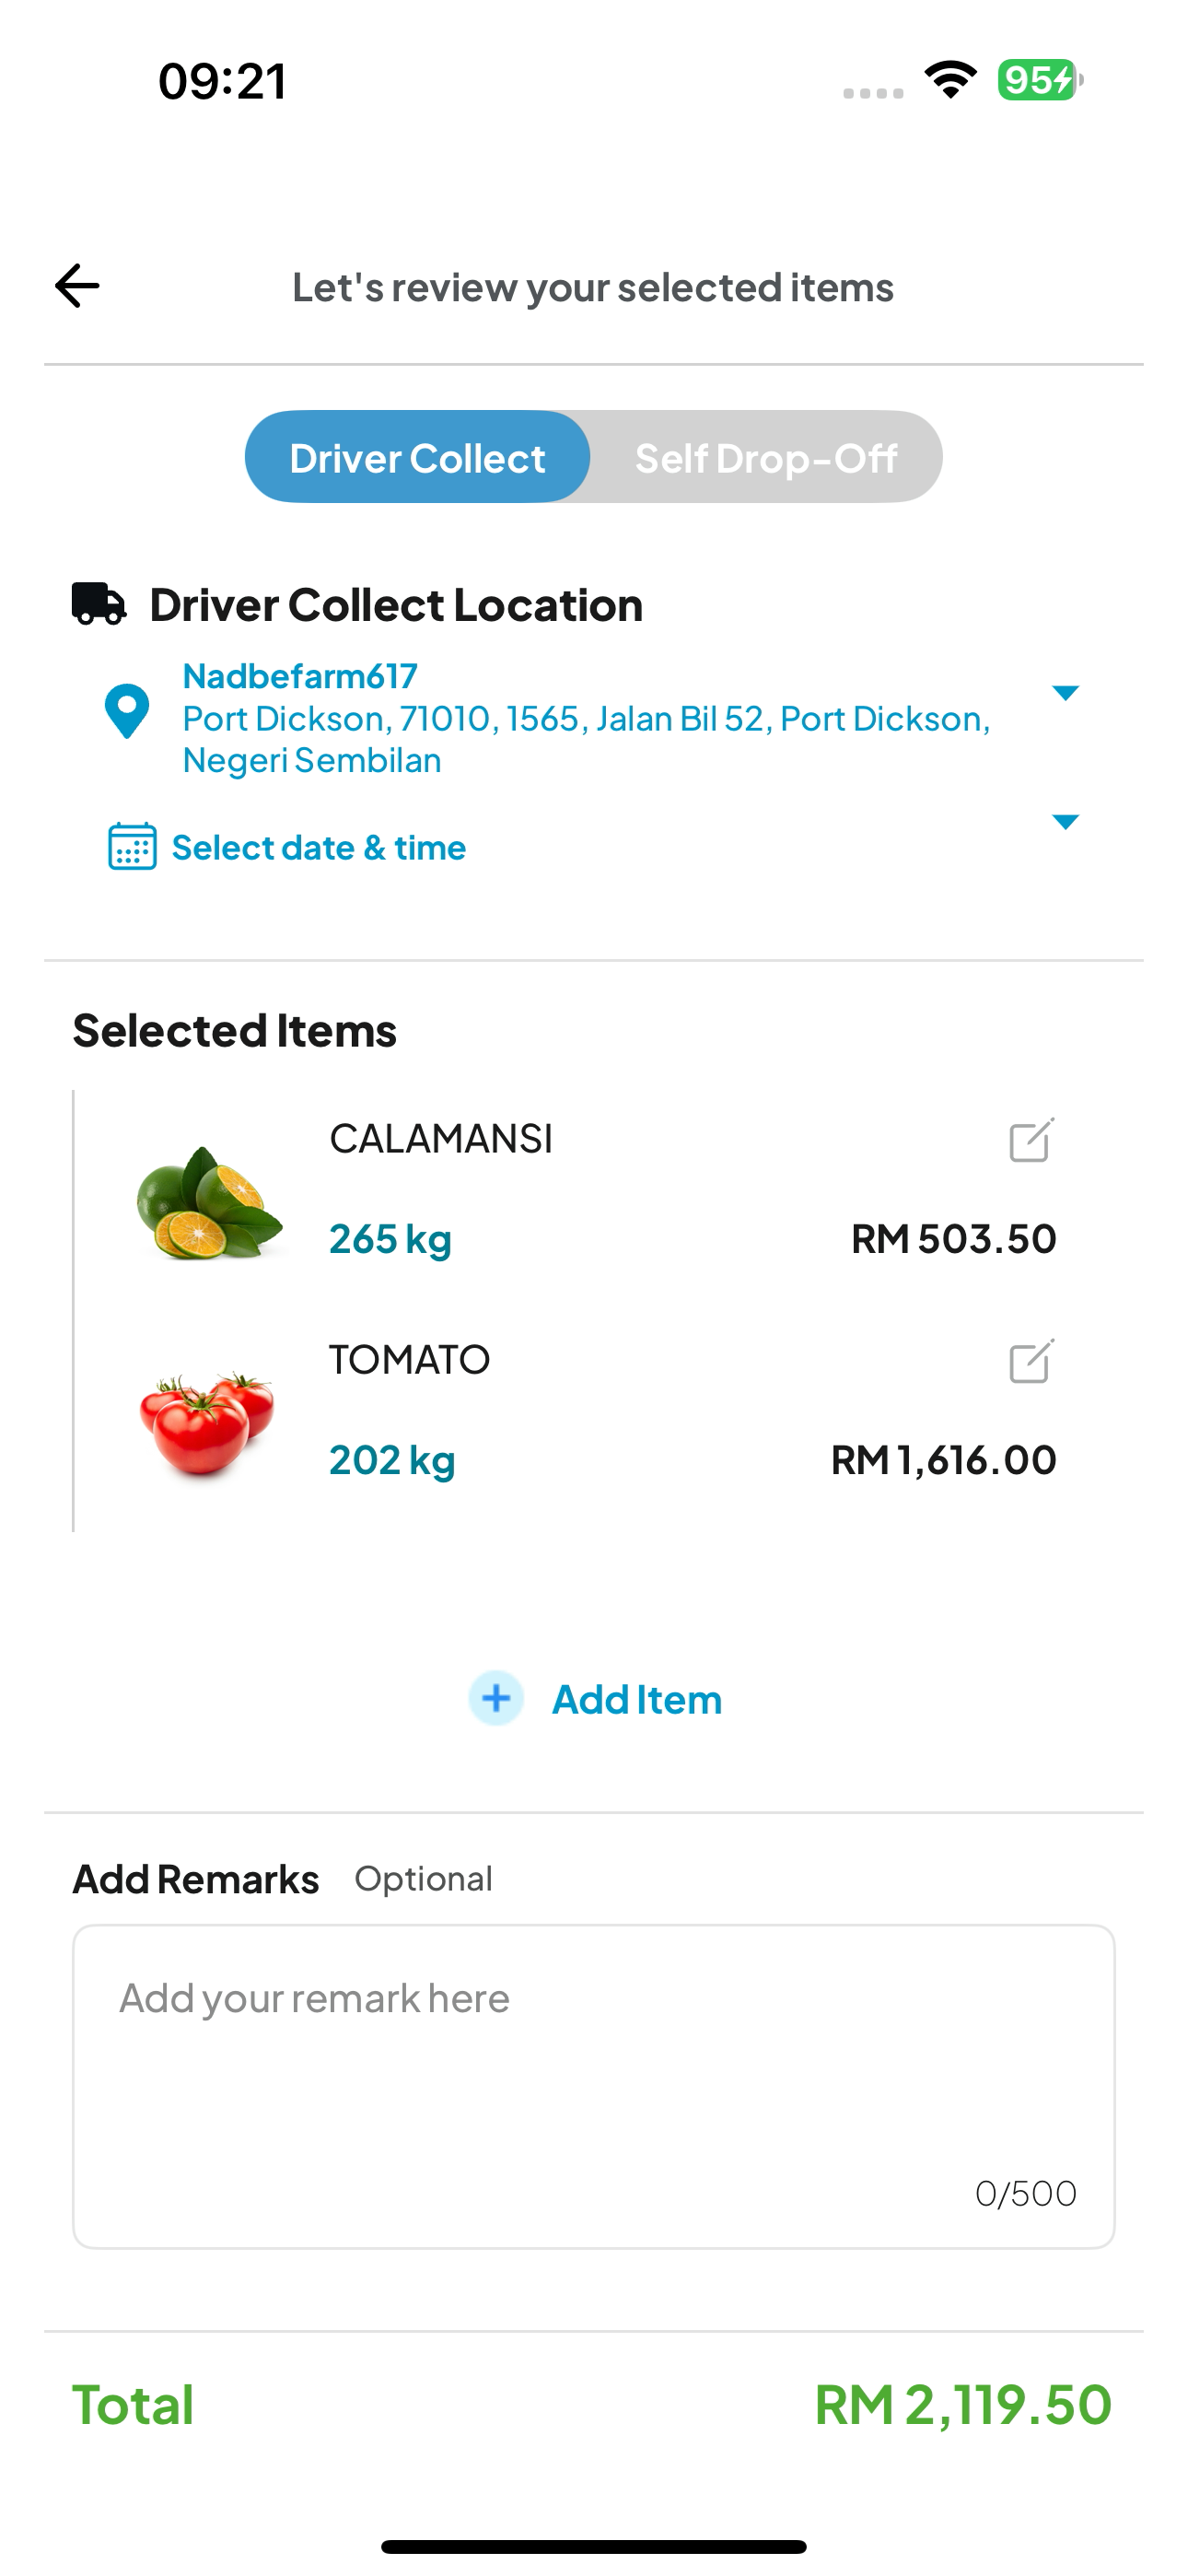 09:21
95
Let's review your selected items
Driver Collect
Self Drop-Off
Driver Collect Location
Nadbefarm617
Port Dickson, 71010, 1565, Jalan Bil 52, Port Dickson,
Negeri Sembilan
Select date & time
Selected Items
CALAMANSI
265 kg
RM 503.50
TOMATO
202 kg
RM 1,616.00
Add Item
Add Remarks
Optional
Add your remark here
0/500
Total
RM 2,119.50